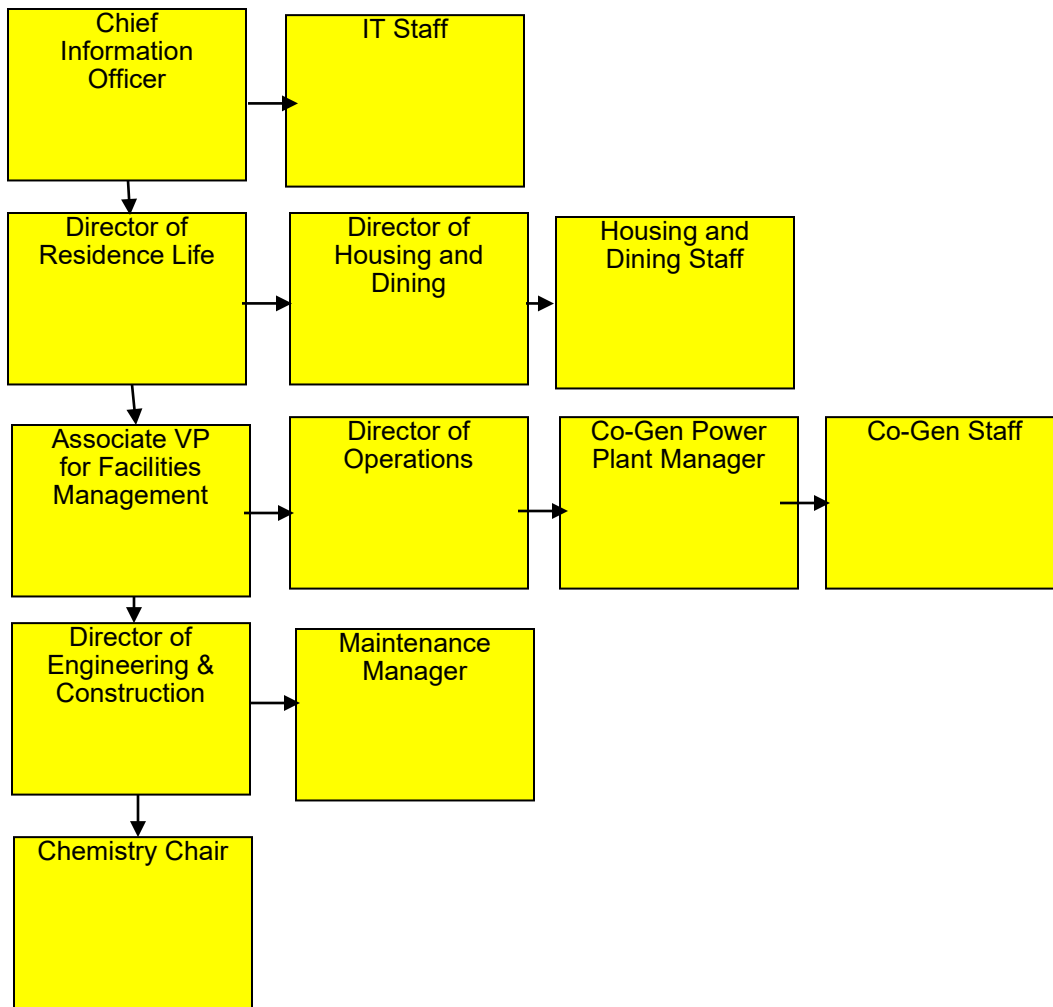 Chief
Information
Officer
IT Staff
Director of
Residence Life
Director of
Housing and
Dining
Housing and
Dining Staff
Associate VP
for Facilities
Management
Director of
Operations
Co-Gen Power
Plant Manager
Co-Gen Staff
Director of
Engineering &
Construction
Maintenance
Manager
Chemistry Chair